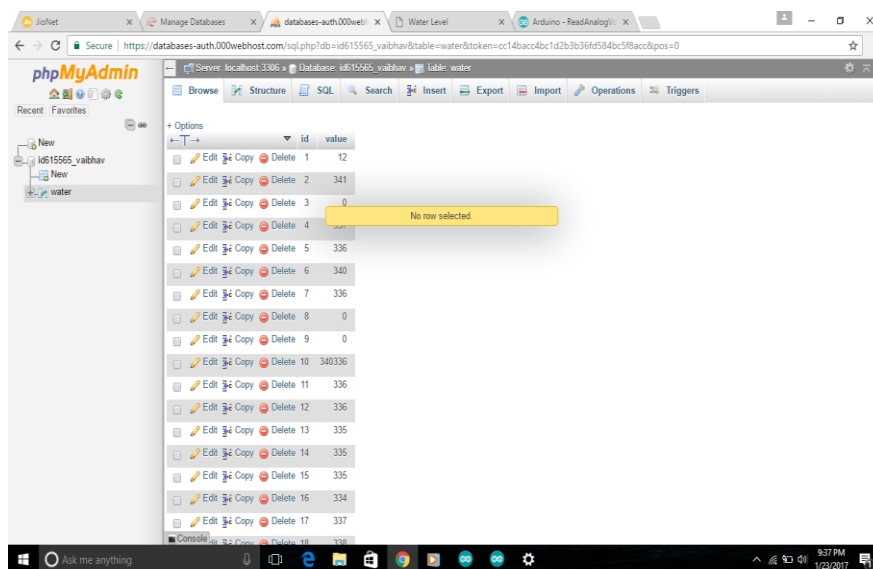 JioNet
Manage Databases
databases-auth.000webh
Water Level
Arduino - ReadAnalogVo
Secure | https://databases-auth.000webhost.com/sql.php?db=id615565_vaibhav&table=water&token=cc14bacc4bc1d2b3b36fd584bc5f8acc&pos=0
phpMyAdmin
Recent Favorites
New
id615565_vaibhav
New
water
Server: localhost:3306 » Database: id615565_vaibhav » Table: water
Browse Structure SQL Search Insert Export Import Operations Triggers
+ Options
←T→ id value
Edit Copy Delete 1 12
Edit Copy Delete 2 341
Edit Copy Delete 3 0
No row selected.
Edit Copy Delete 4
Edit Copy Delete 5 336
Edit Copy Delete 6 340
Edit Copy Delete 7 336
Edit Copy Delete 8 0
Edit Copy Delete 9 0
Edit Copy Delete 10 340336
Edit Copy Delete 11 336
Edit Copy Delete 12 336
Edit Copy Delete 13 335
Edit Copy Delete 14 335
Edit Copy Delete 15 335
Edit Copy Delete 16 334
Edit Copy Delete 17 337
Console Edit Copy Delete 18 338
Ask me anything
9:37 PM
1/23/2017